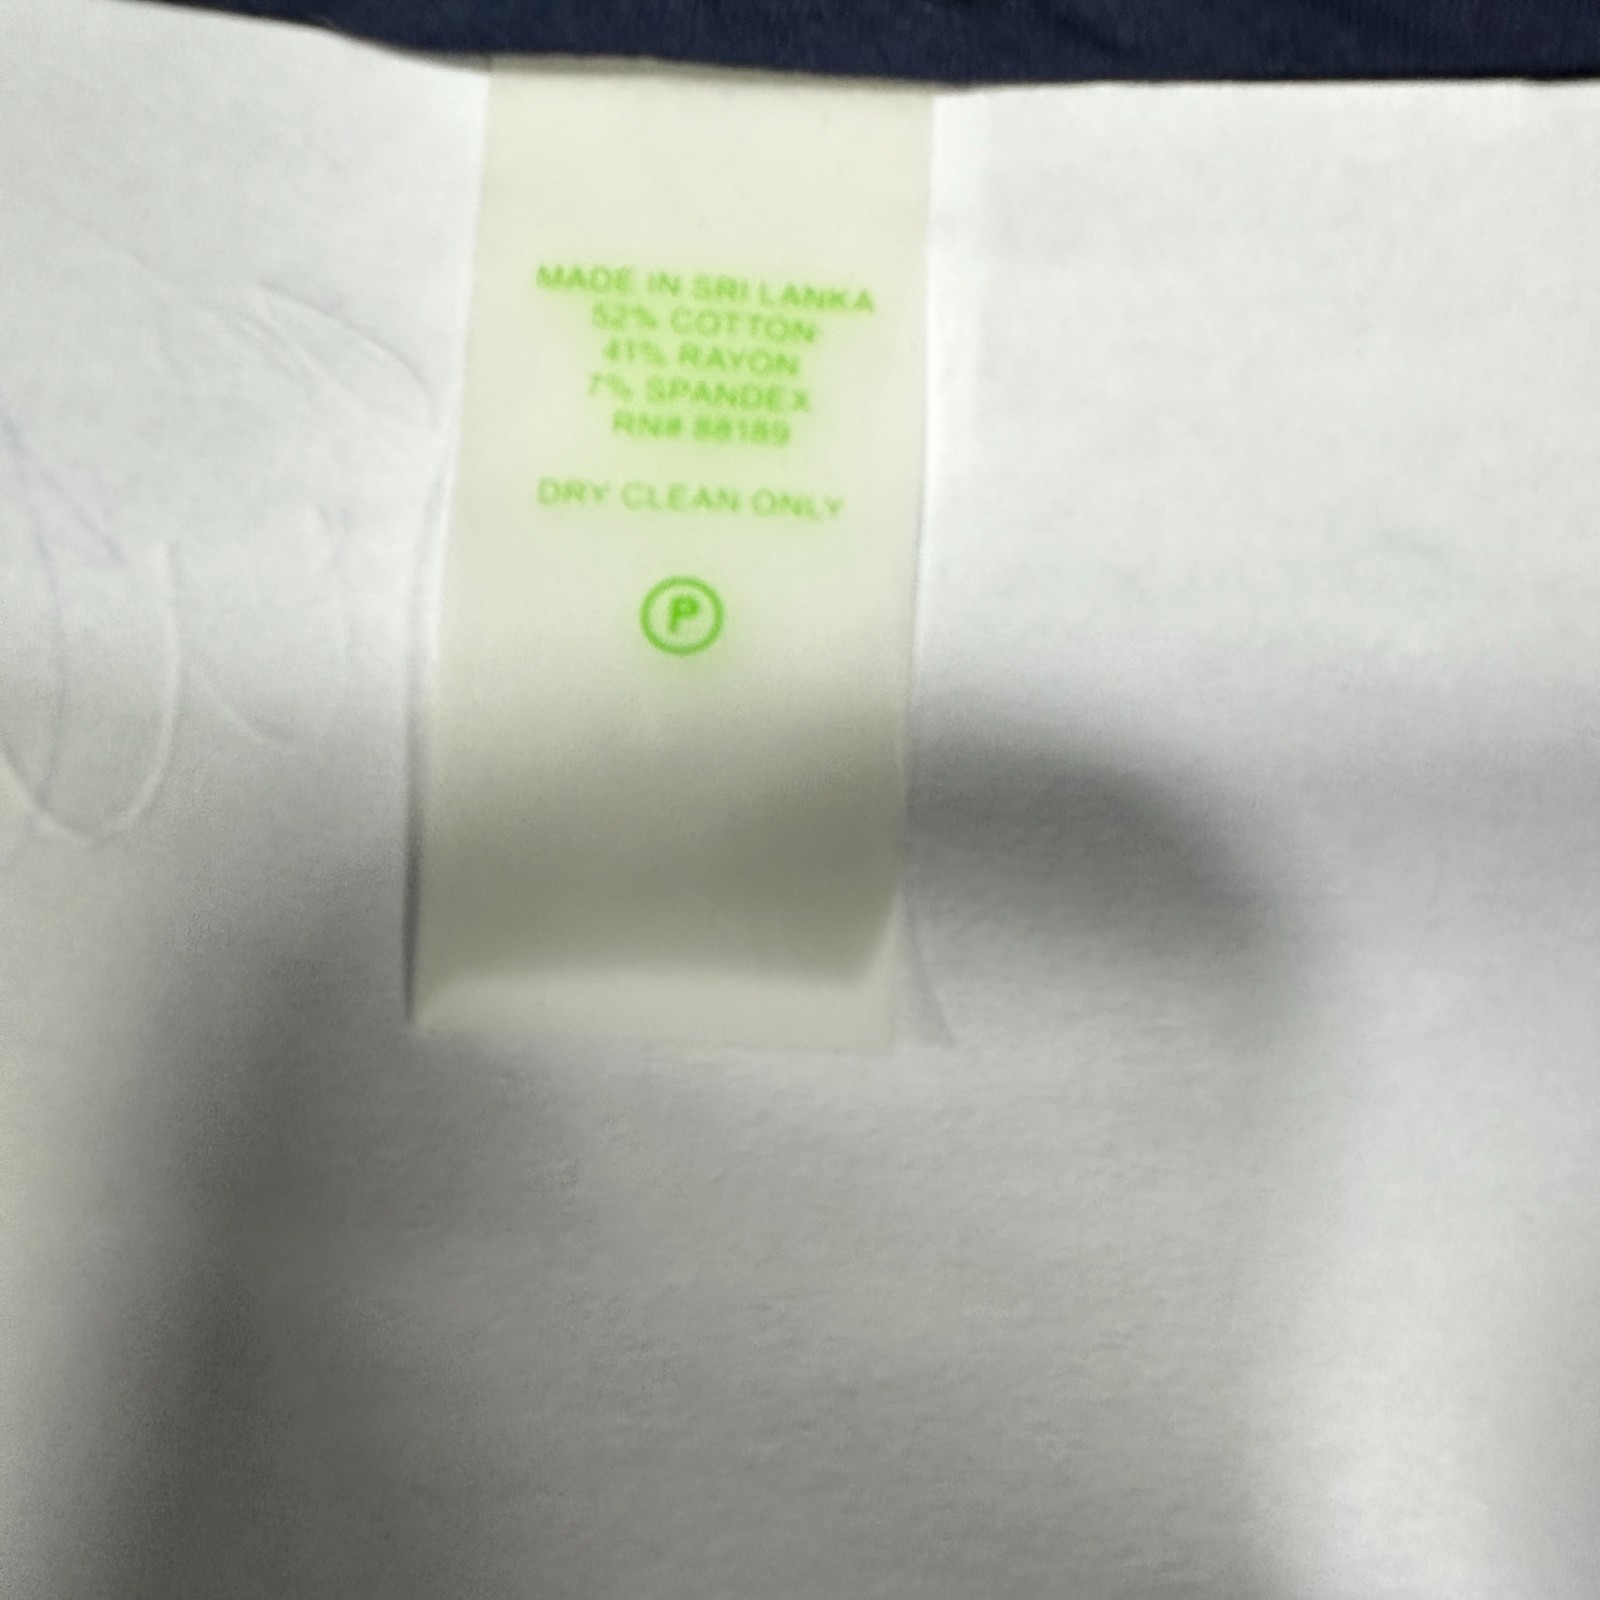 MADE IN SRI LANKA
52% COTTON
41% RAYON
7% SPANDEX
RN# 88189
DRY CLEAN ONLY
P